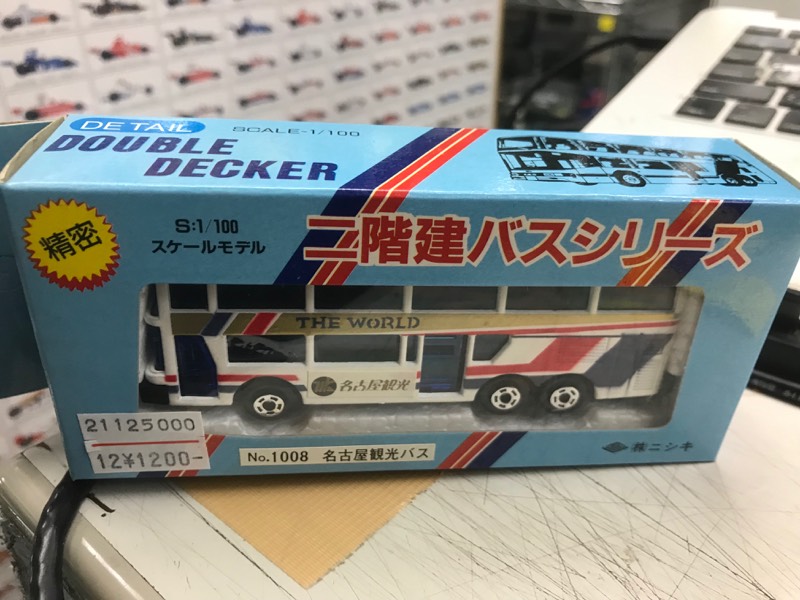 DETAIL
SCALE-1/100
DOUBLE
DECKER
精密
S:1/100
スケールモデル
二階建バスシリーズ
THE WORLD
名古屋観光
21125000
12¥1200-
No.1008 名古屋観光バス
株ニシキ